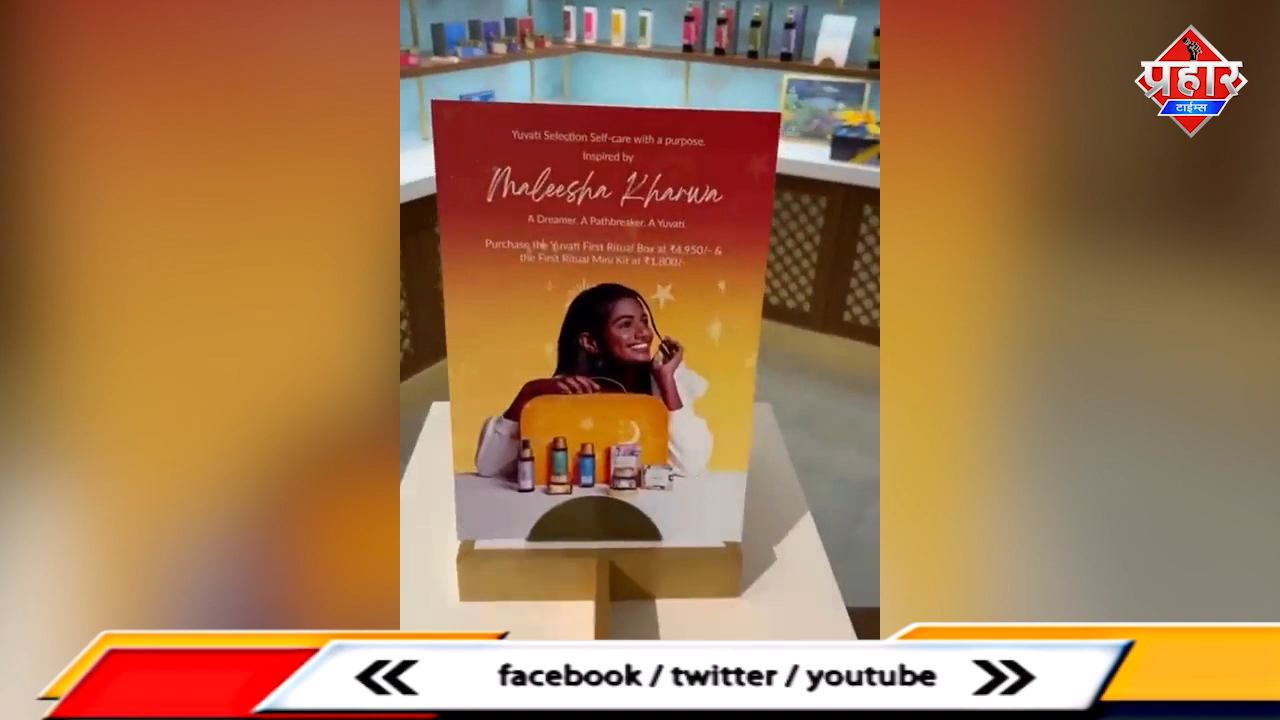 प्रहार
टाईम्स
Yuvati Selection Self-care with a purpose.
Inspired by
Maleesha Kharwa
A Dreamer. A Pathbreaker. A Yuvati
Purchase the Yuvati First Ritual Box at ₹4,950/- &
the First Ritual Mini Kit at ₹1,800/-
facebook / twitter / youtube